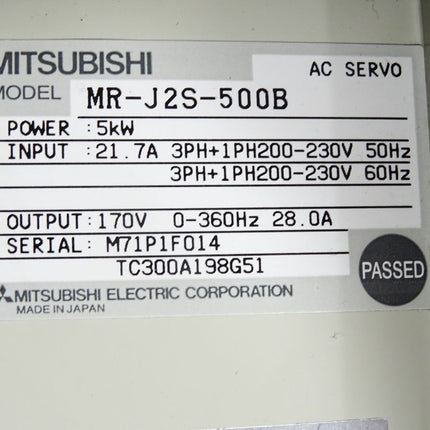 MITSUBISHI AC SERVO
MODEL MR-J2S-500B
POWER :5kW
INPUT :21.7A 3PH+1PH200-230V 50Hz
3PH+1PH200-230V 60Hz
OUTPUT:170V 0-360Hz 28.0A
SERIAL: M71P1F014
TC300A198G51
PASSED
MITSUBISHI ELECTRIC CORPORATION
MADE IN JAPAN